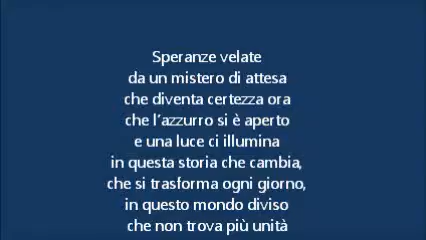 Speranze velate
da un mistero di attesa
che diventa certezza ora
che l'azzurro si è aperto
e una luce ci illumina
in questa storia che cambia,
che si trasforma ogni giorno,
in questo mondo diviso
che non trova più unità